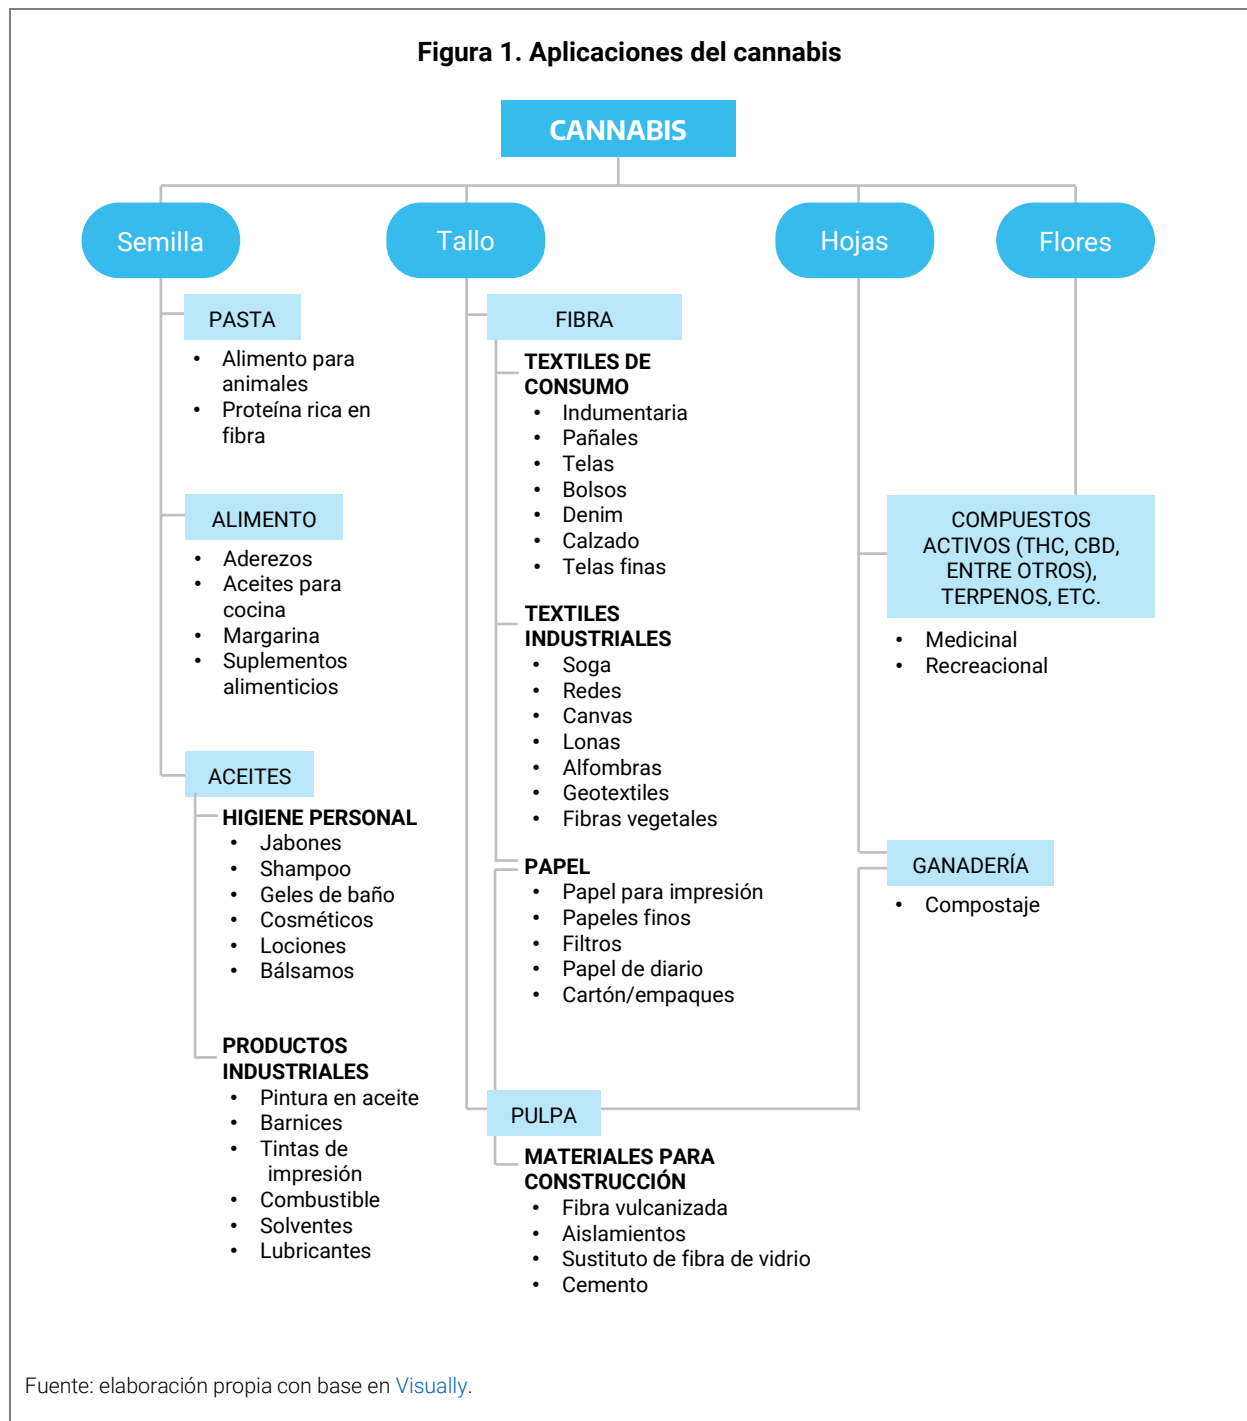 Figura 1. Aplicaciones del cannabis
CANNABIS
Semilla
Tallo
Hojas
Flores
PASTA
• Alimento para
animales
• Proteína rica en
fibra
ALIMENTO
• Aderezos
• Aceites para
cocina
• Margarina
• Suplementos
alimenticios
ACEITES
HIGIENE PERSONAL
• Jabones
• Shampoo
• Geles de baño
• Cosméticos
• Lociones
• Bálsamos
PRODUCTOS
INDUSTRIALES
• Pintura en aceite
• Barnices
• Tintas de
impresión
• Combustible
• Solventes
• Lubricantes
FIBRA
TEXTILES DE
CONSUMO
• Indumentaria
• Pañales
• Telas
• Bolsos
• Denim
• Calzado
• Telas finas
TEXTILES
INDUSTRIALES
• Soga
• Redes
• Canvas
• Lonas
• Alfombras
• Geotextiles
• Fibras vegetales
PAPEL
• Papel para impresión
• Papeles finos
• Filtros
• Papel de diario
• Cartón/empaques
PULPA
MATERIALES PARA
CONSTRUCCIÓN
• Fibra vulcanizada
• Aislamientos
• Sustituto de fibra de vidrio
• Cemento
COMPUESTOS
ACTIVOS (THC, CBD,
ENTRE OTROS),
TERPENOS, ETC.
• Medicinal
• Recreacional
GANADERÍA
• Compostaje
Fuente: elaboración propia con base en Visually.